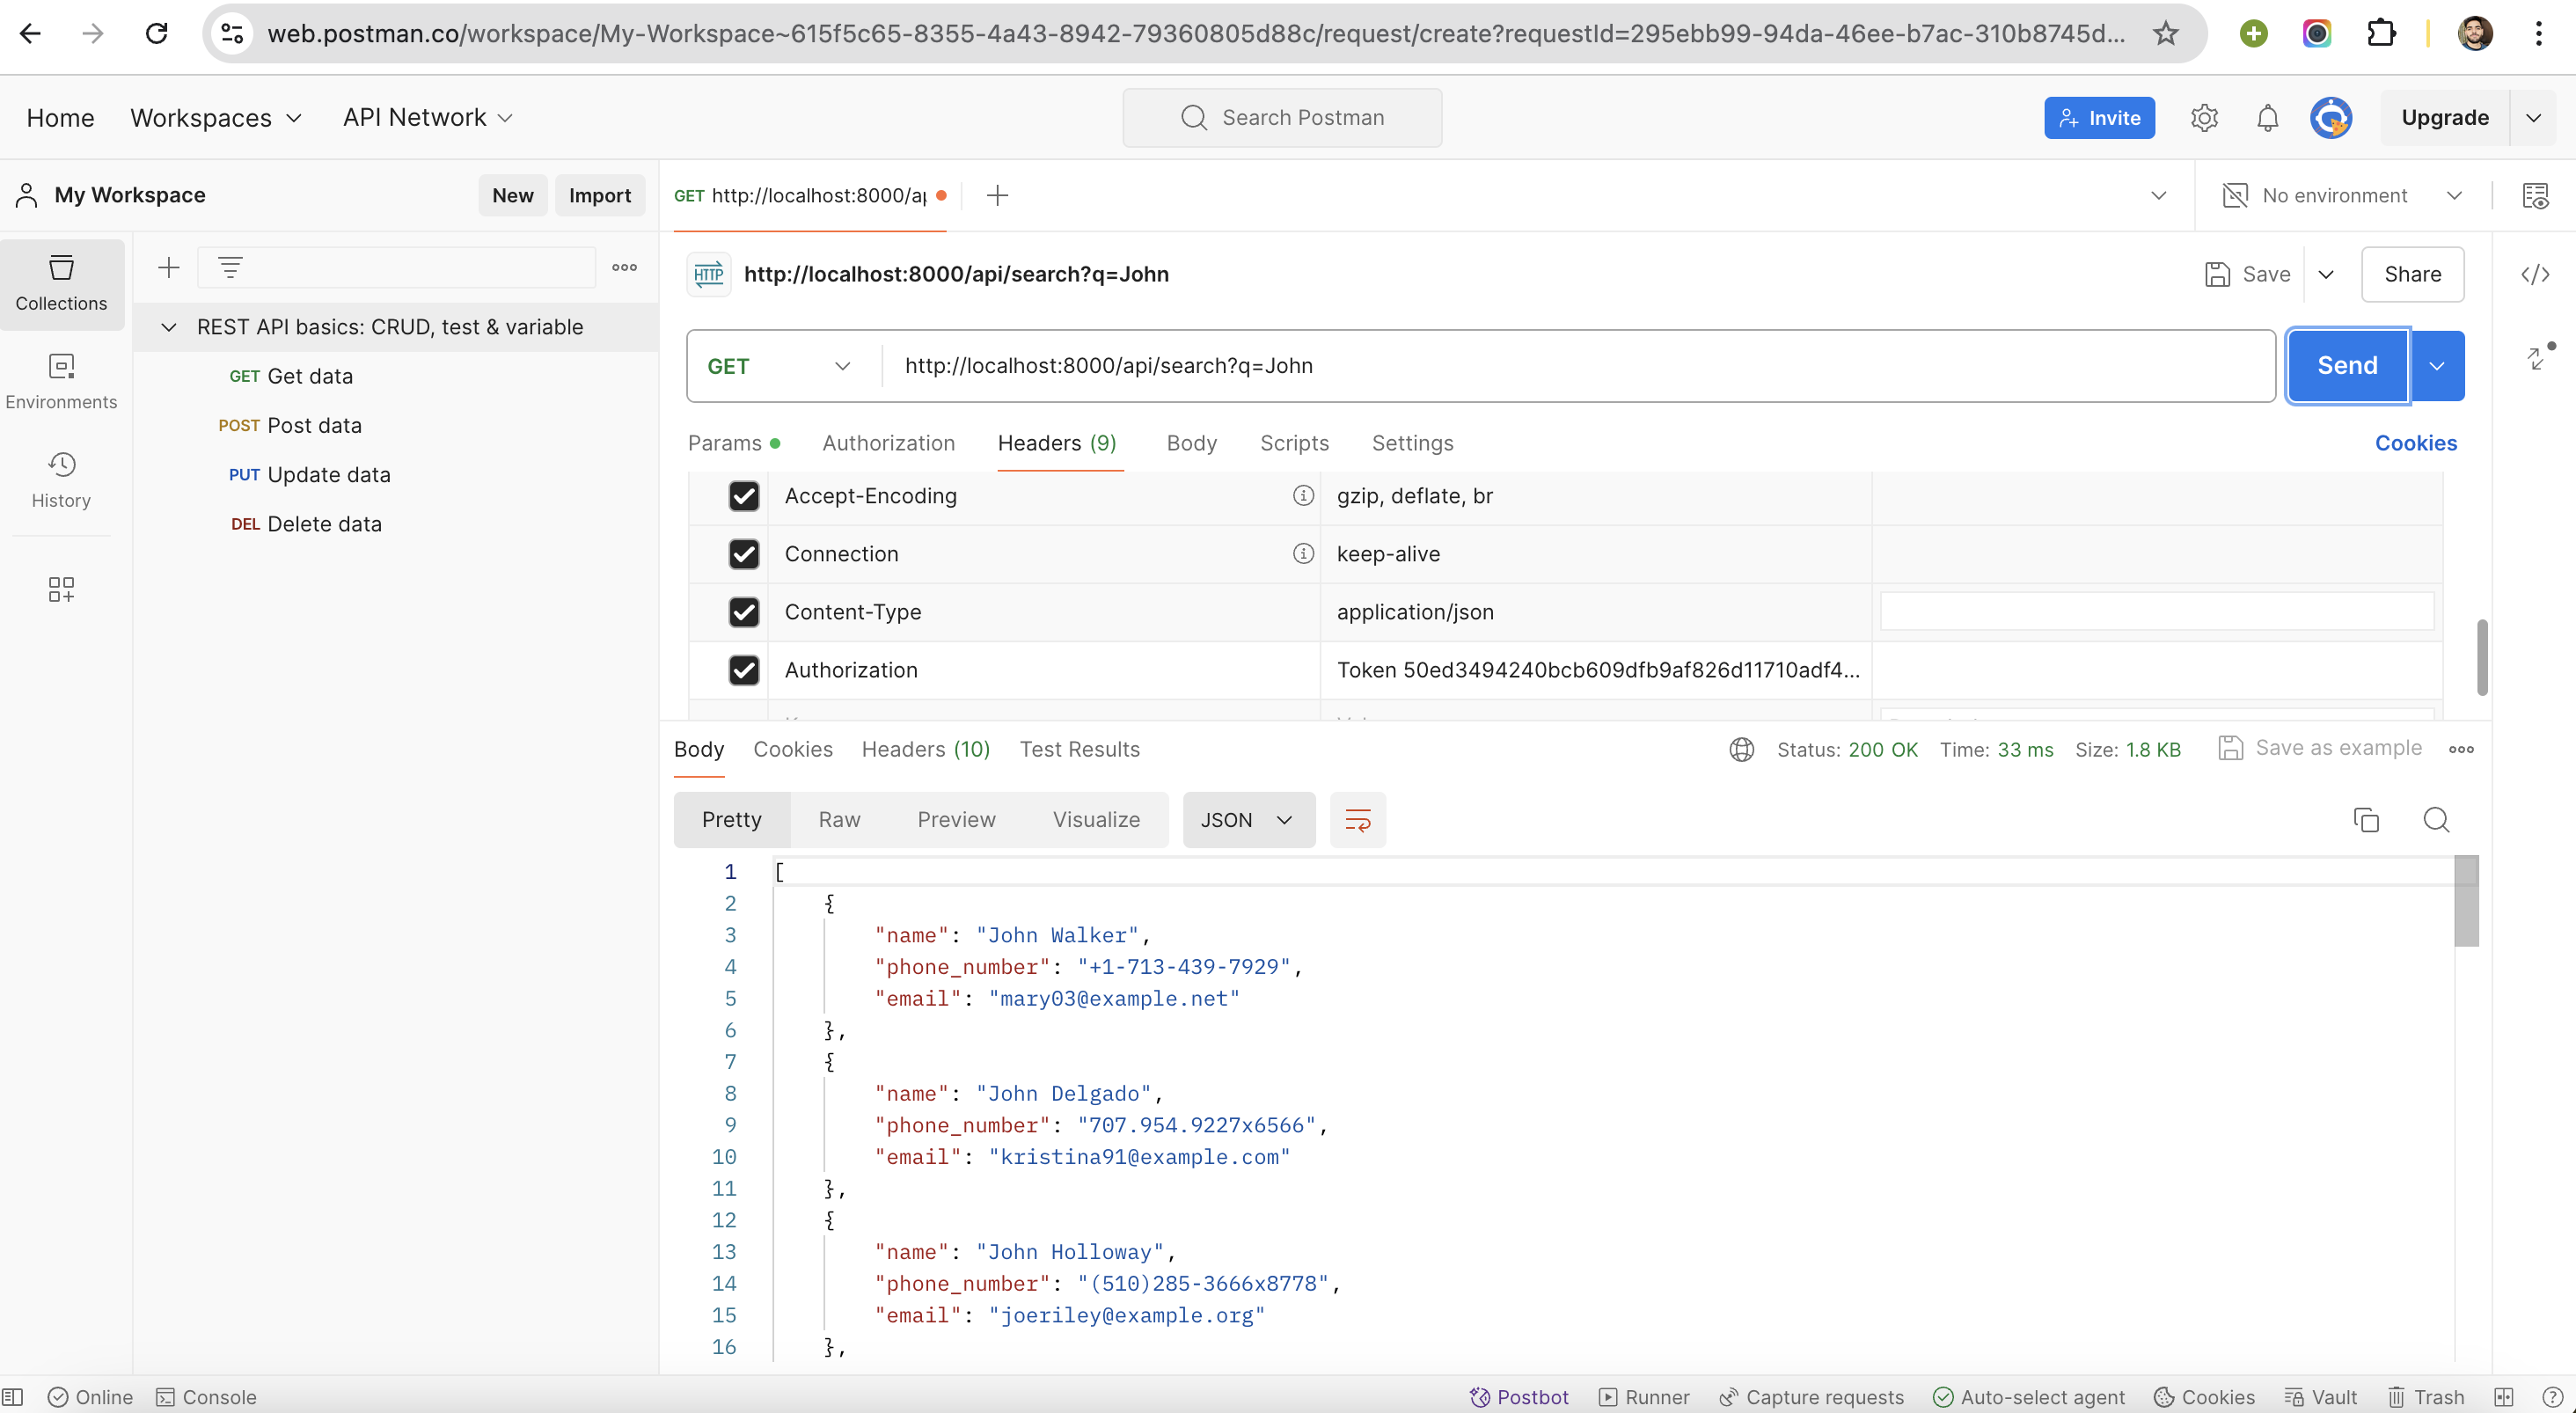 web.postman.co/workspace/My-Workspace~615f5c65-8355-4a43-8942-79360805d88c/request/create?requestId=295ebb99-94da-46ee-b7ac-310b8745d...
Home Workspaces API Network Search Postman Invite Upgrade
My Workspace New Import GET http://localhost:8000/ap No environment
Collections
Environments
History
REST API basics: CRUD, test & variable
GET Get data
POST Post data
PUT Update data
DEL Delete data
HTTP http://localhost:8000/api/search?q=John Save Share
GET http://localhost:8000/api/search?q=John Send
Params Authorization Headers (9) Body Scripts Settings Cookies
Accept-Encoding gzip, deflate, br
Connection keep-alive
Content-Type application/json
Authorization Token 50ed3494240bcb609dfb9af826d11710adf4...
Body Cookies Headers (10) Test Results Status: 200 OK Time: 33 ms Size: 1.8 KB Save as example
Pretty Raw Preview Visualize JSON
1 [
2 {
3 "name": "John Walker",
4 "phone_number": "+1-713-439-7929",
5 "email": "mary03@example.net"
6 },
7 {
8 "name": "John Delgado",
9 "phone_number": "707.954.9227x6566",
10 "email": "kristina91@example.com"
11 },
12 {
13 "name": "John Holloway",
14 "phone_number": "(510)285-3666x8778",
15 "email": "joeriley@example.org"
16 },
Online Console Postbot Runner Capture requests Auto-select agent Cookies Vault Trash